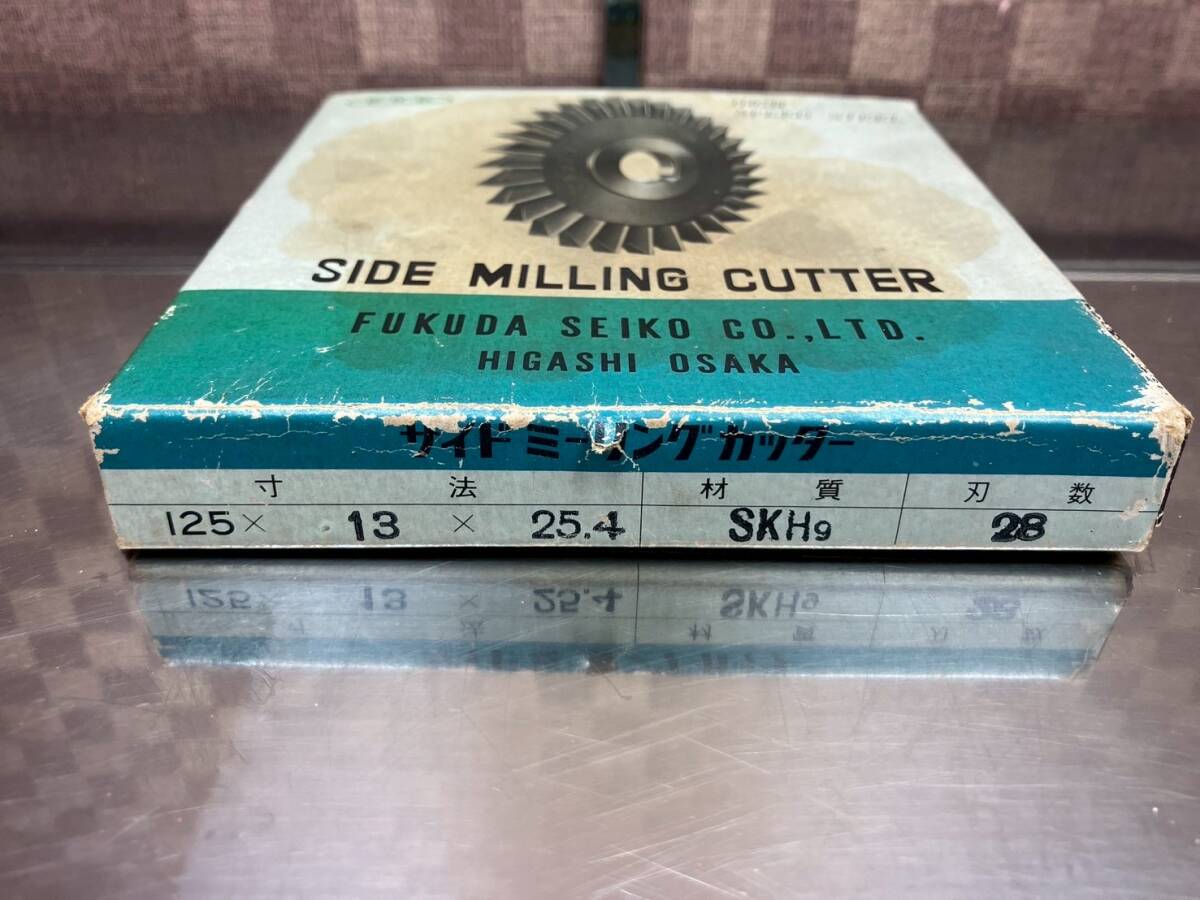 SIDE MILLING CUTTER
FUKUDA SEIKO CO.,LTD.
HIGASHI OSAKA
サイドミーリングカッター
寸 法 材 質 刃 数
125× 13 × 25.4 SKH9 28